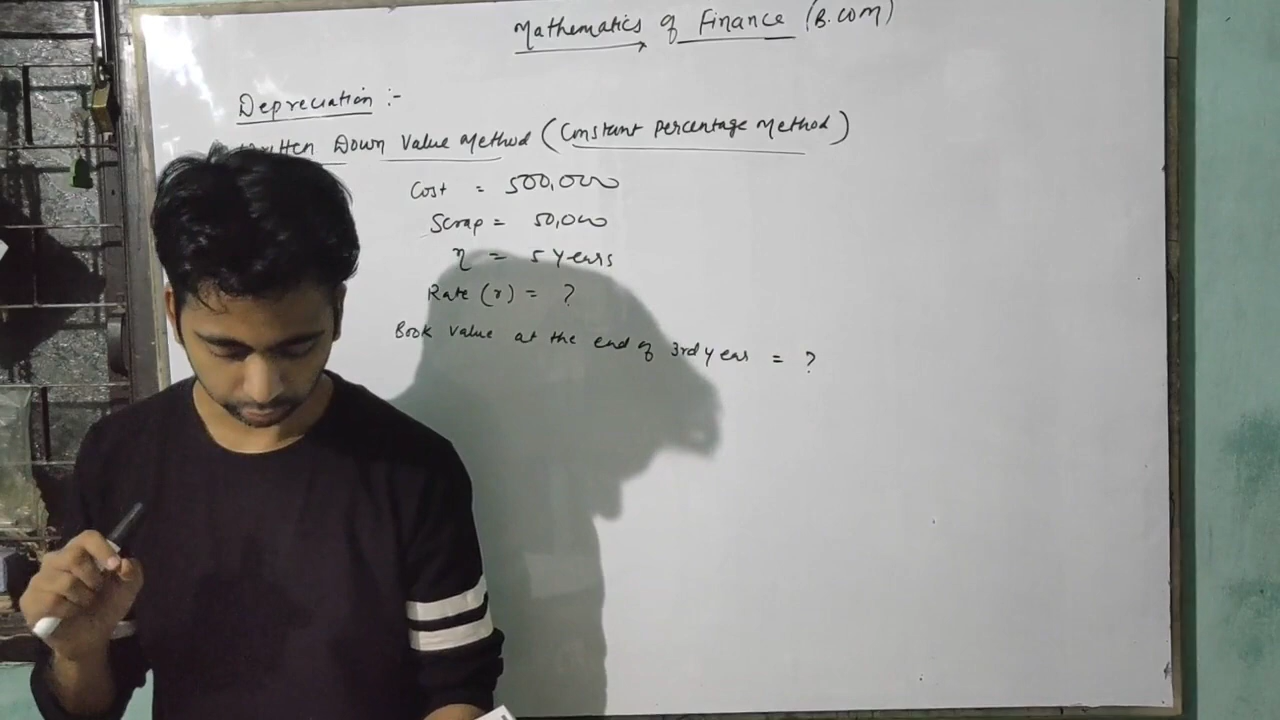 Mathematics of Finance (B.COM)
Depreciation :-
Written Down Value Method (Constant Percentage Method)
Cost = 500,000
Scrap = 50,000
n = 5 Years
Rate (r) = ?
Book value at the end of 3rd year = ?